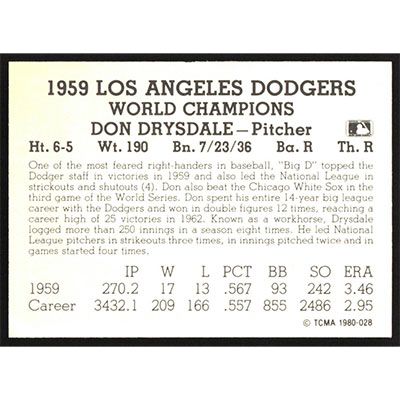 1959 LOS ANGELES DODGERS
WORLD CHAMPIONS
DON DRYSDALE—Pitcher
Ht. 6-5 Wt. 190 Bn. 7/23/36 Ba. R Th. R
One of the most feared right-handers in baseball, "Big D" topped the
Dodger staff in victories in 1959 and also led the National League in
strickouts and shutouts (4). Don also beat the Chicago White Sox in the
third game of the World Series. Don spent his entire 14-year big league
career with the Dodgers and won in double figures 12 times, achieving
a career high of 25 victories in 1962. Known as a workhorse, Drysdale
logged more than 250 innings in a season eight times. He led National
League pitchers in strikeouts three times, in innings pitched twice and in
games started four times.
IP W L PCT BB SO ERA
1959 270.2 17 13 .567 93 242 3.46
Career 3432.1 209 166 .557 855 2486 2.95
© TCMA 1980-028